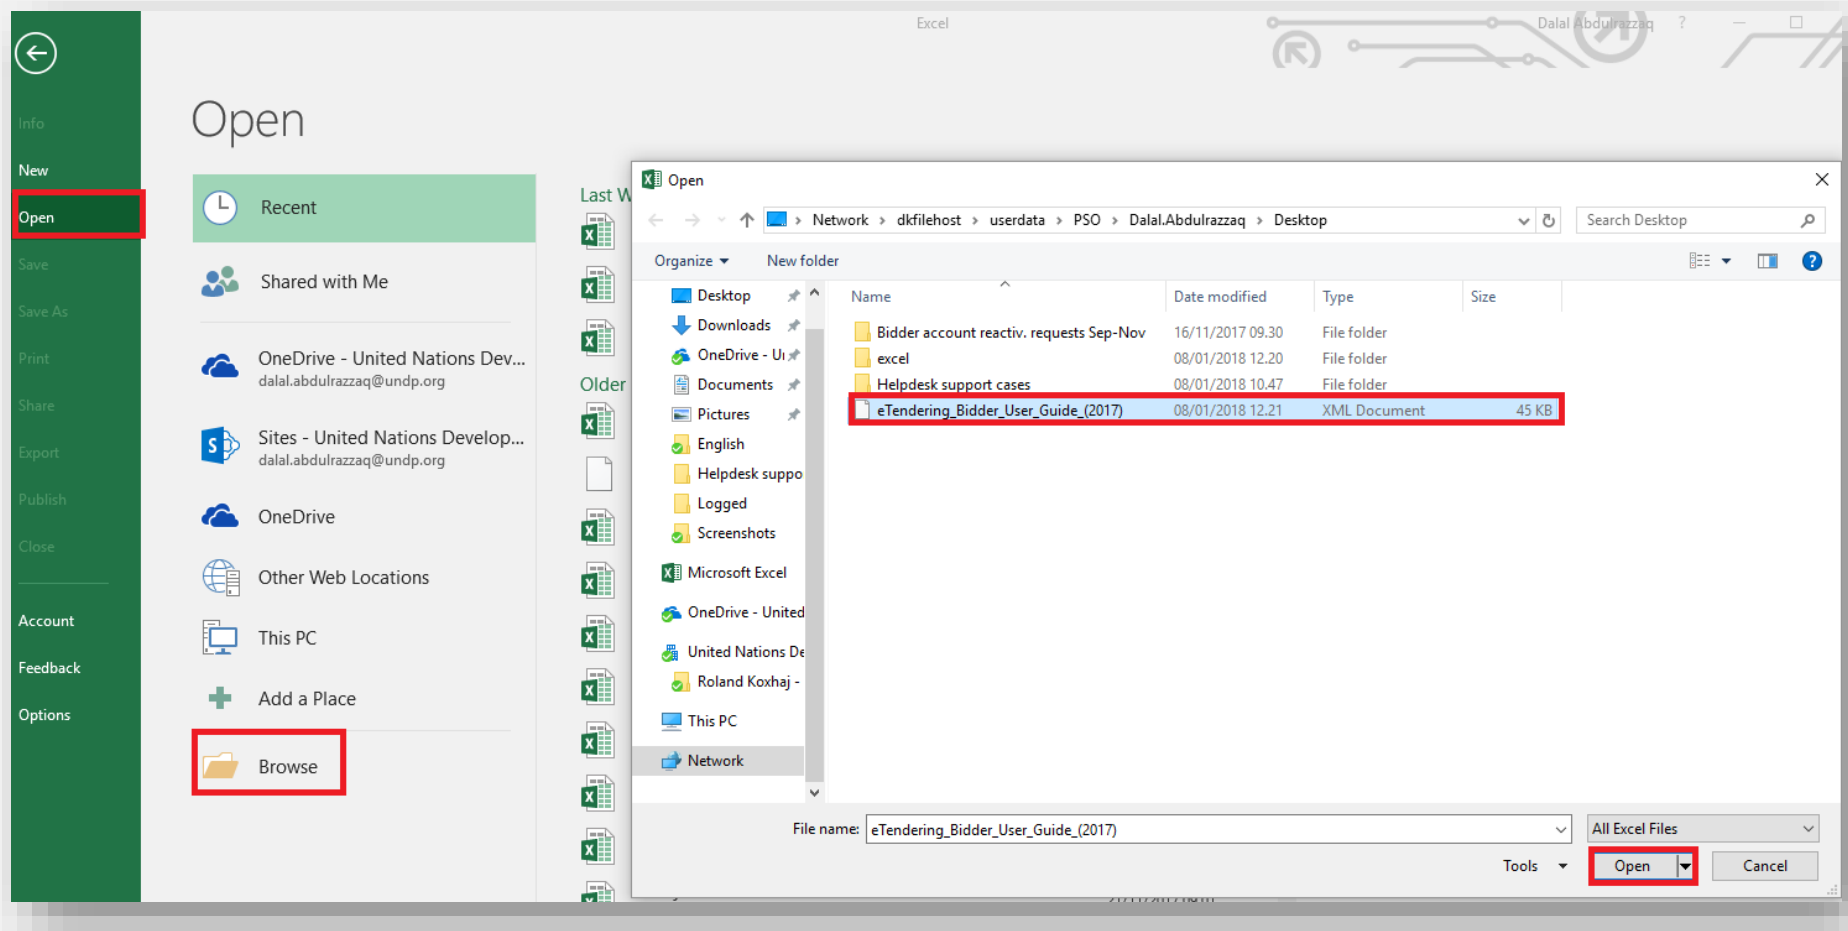 Excel
Dalal Abdulrazzaq ?
Info
New
Open
Save
Save As
Print
Share
Export
Publish
Close
Account
Feedback
Options
Open
Recent
Shared with Me
OneDrive - United Nations Dev...
dalal.abdulrazzaq@undp.org
Sites - United Nations Develop...
dalal.abdulrazzaq@undp.org
OneDrive
Other Web Locations
This PC
Add a Place
Browse
Last W
Older
Open
Network > dkfilehost > userdata > PSO > Dalal.Abdulrazzaq > Desktop
Search Desktop
Organize
New folder
Desktop
Downloads
OneDrive - Un
Documents
Pictures
English
Helpdesk suppo
Logged
Screenshots
Microsoft Excel
OneDrive - United
United Nations De
Roland Koxhaj -
This PC
Network
Name Date modified Type Size
Bidder account reactiv. requests Sep-Nov 16/11/2017 09.30 File folder
excel 08/01/2018 12.20 File folder
Helpdesk support cases 08/01/2018 10.47 File folder
eTendering_Bidder_User_Guide_(2017) 08/01/2018 12.21 XML Document 45 KB
File name: eTendering_Bidder_User_Guide_(2017)
All Excel Files
Tools
Open
Cancel